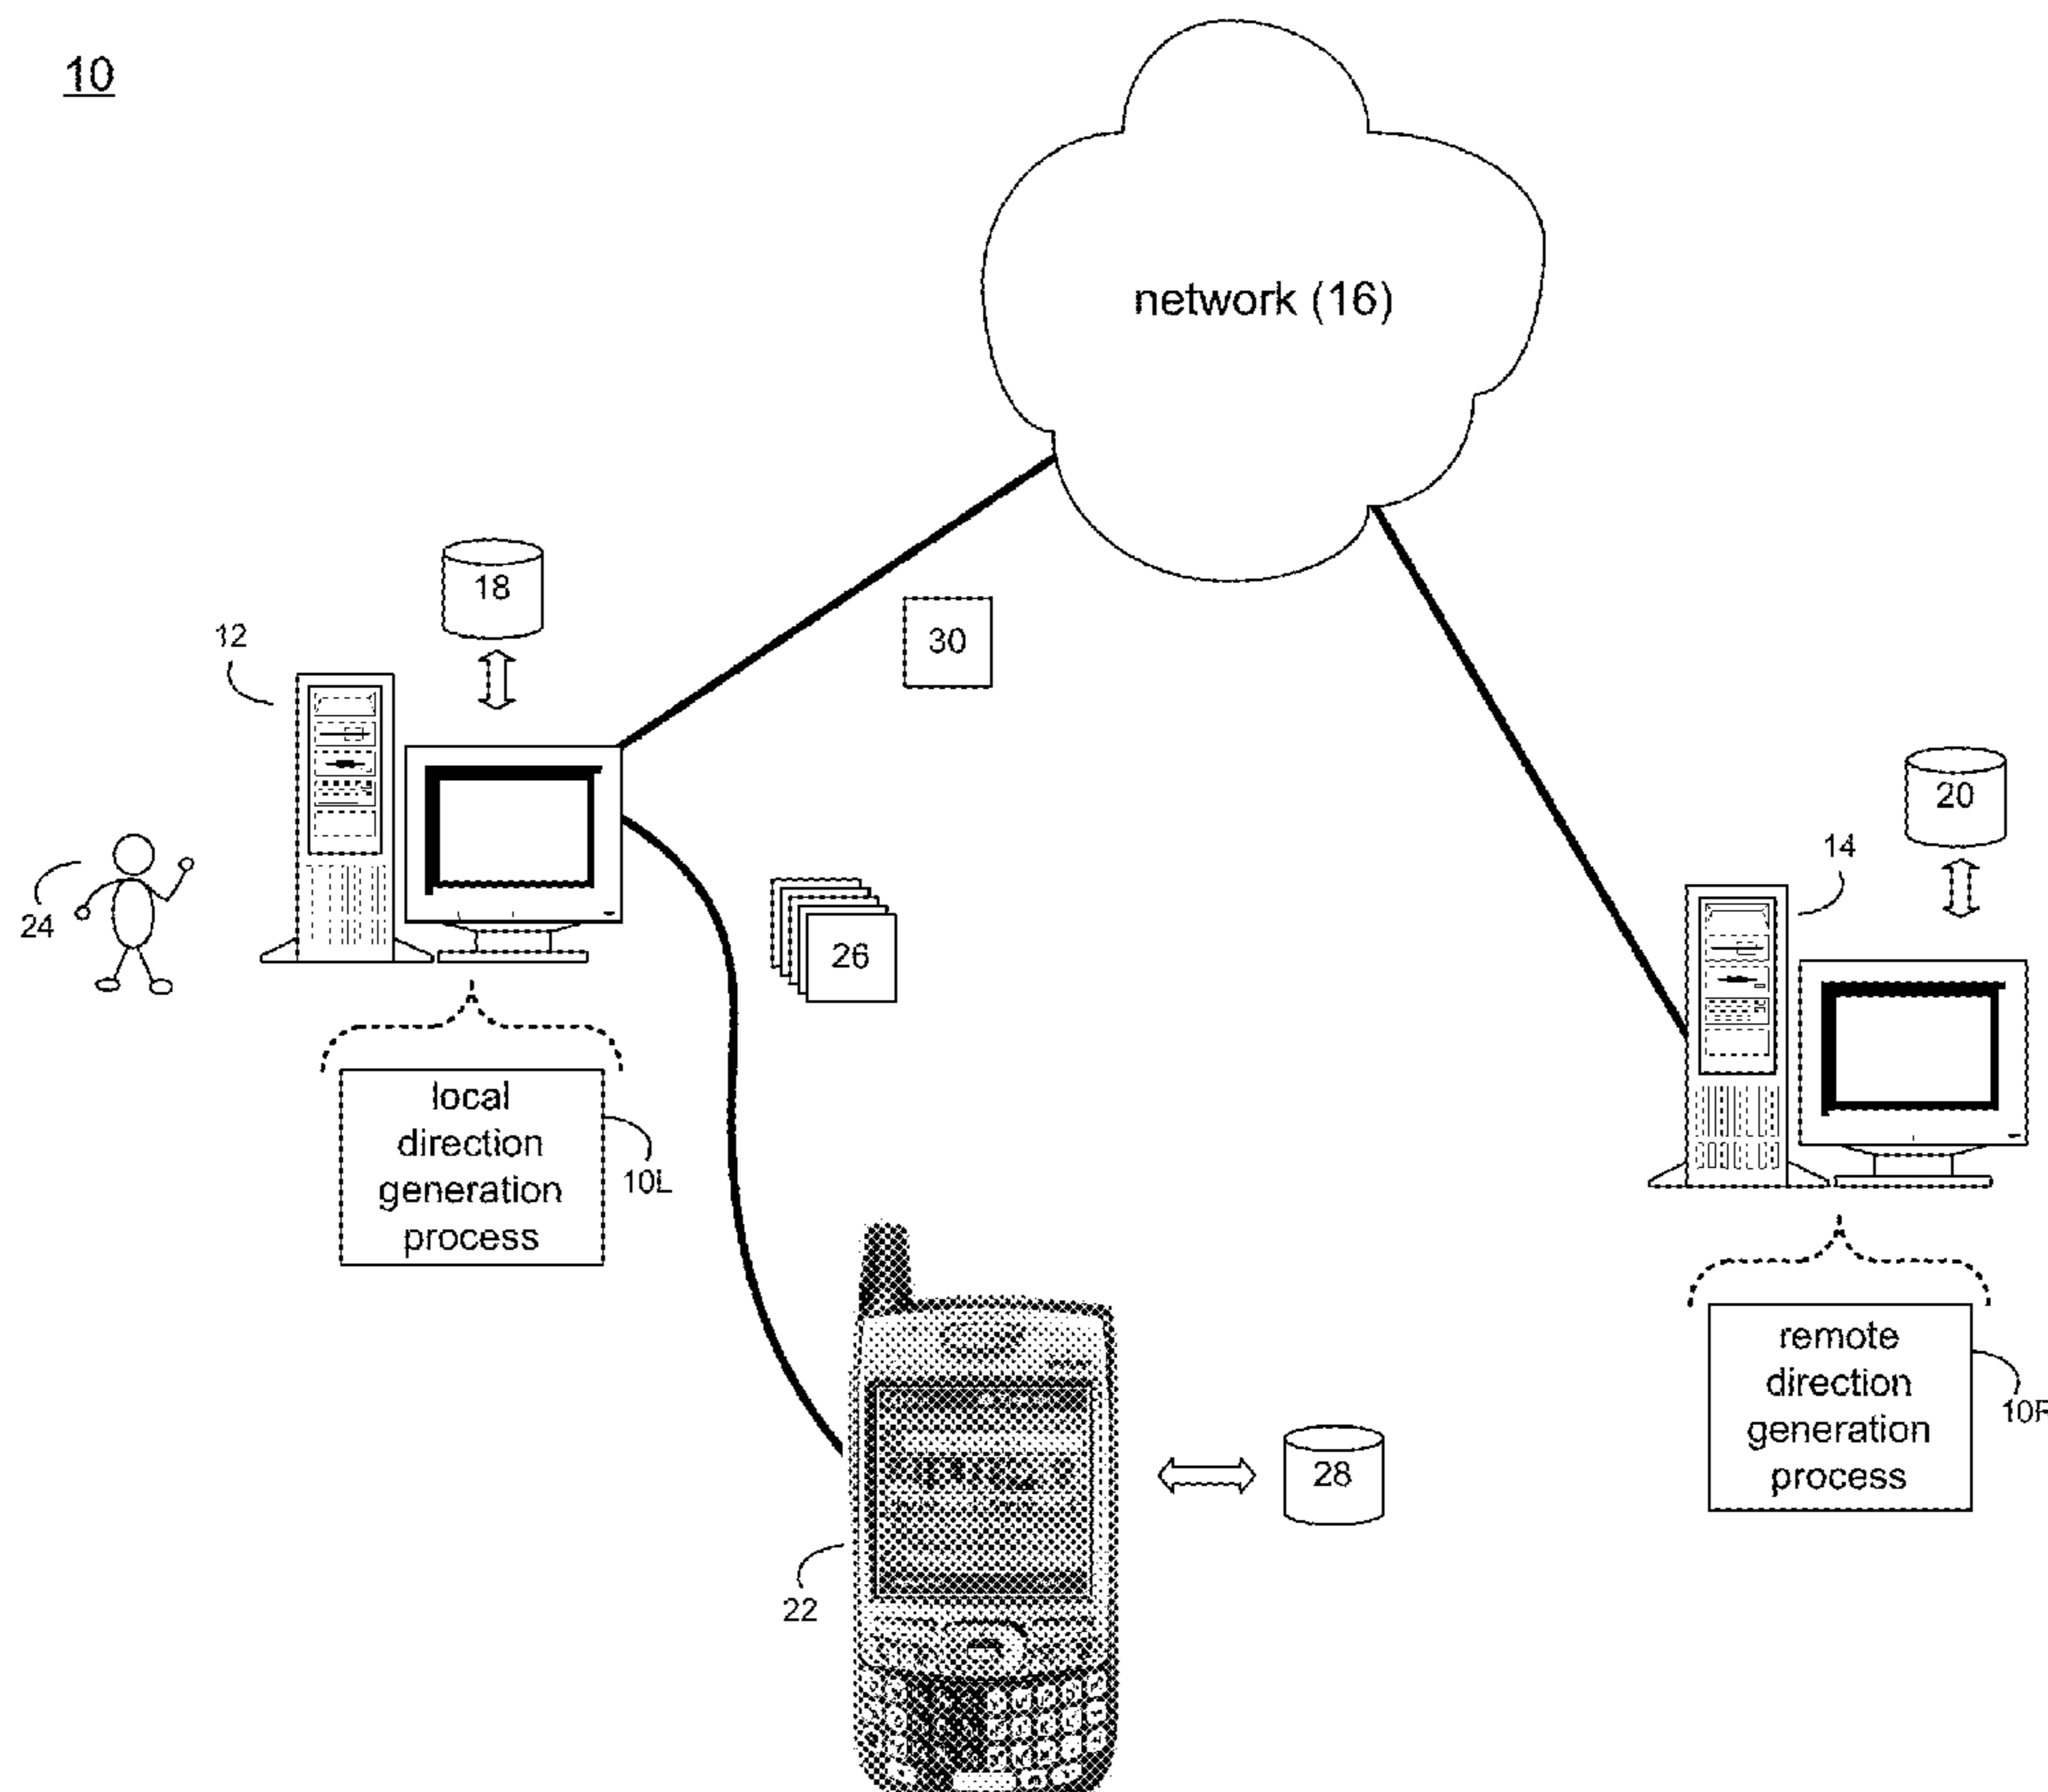 10
network (16)
18
12
30
20
14
24
26
local
direction
generation
process
10L
remote
direction
generation
process
10R
28
22